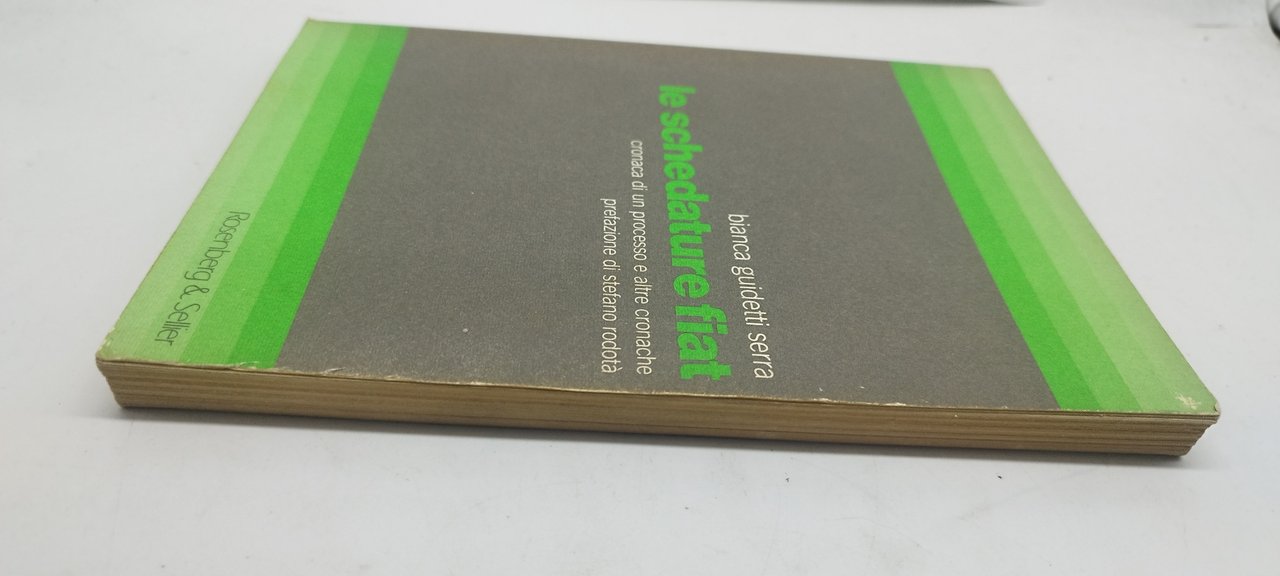 bianca guidetti serra
le schedature fiat
cronaca di un processo e altre cronache
prefazione di stefano rodotà
Rosenberg & Sellier